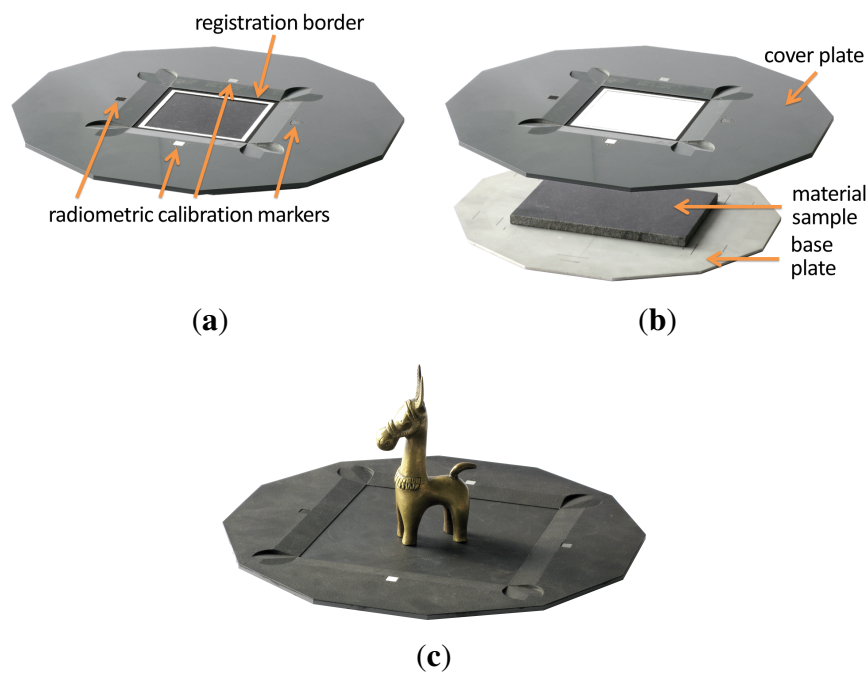 registration border
radiometric calibration markers
(a)
cover plate
material
sample
base
plate
(b)
(c)